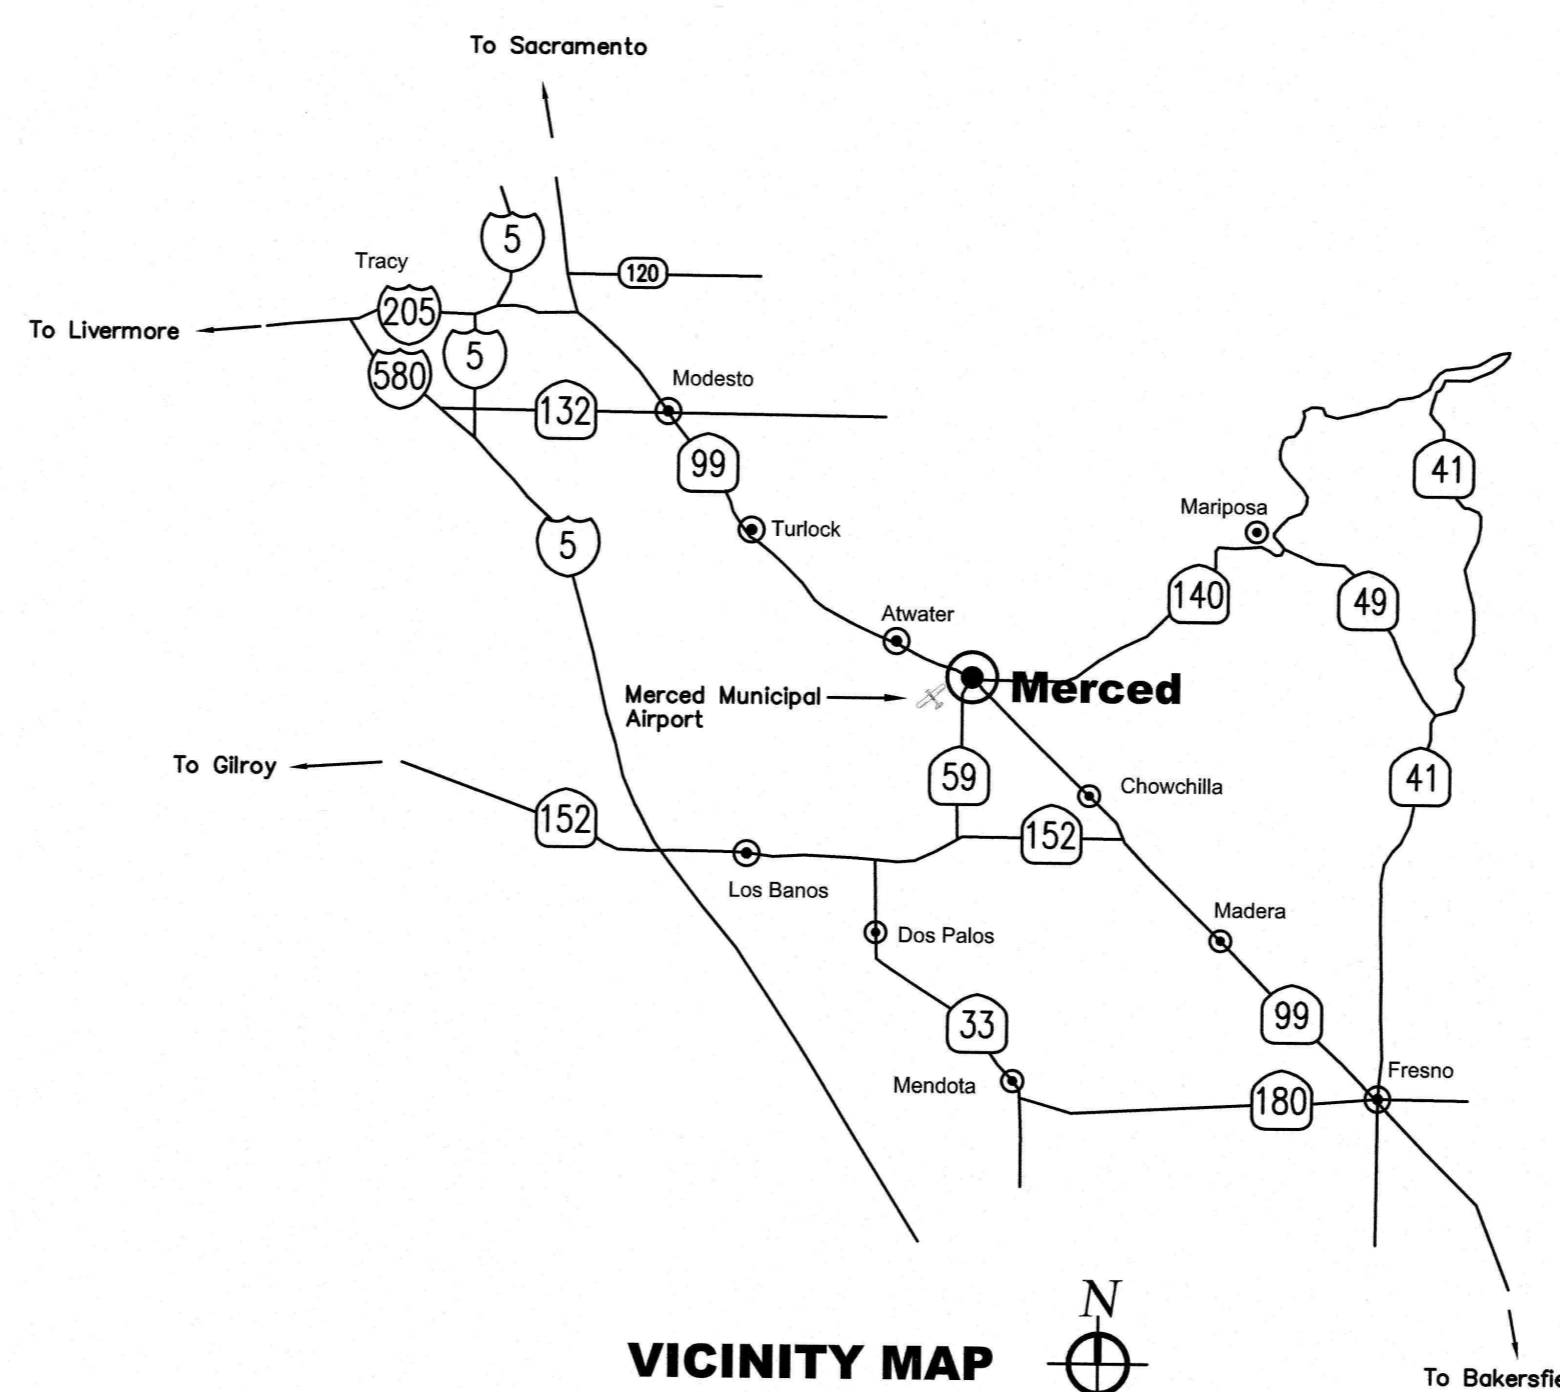 To Sacramento
5
Tracy
120
205
To Livermore
5
580
Modesto
132
99
41
Mariposa
Turlock
5
140
49
Atwater
Merced Municipal
Airport
Merced
To Gilroy
59
Chowchilla
41
152
152
Los Banos
Madera
Dos Palos
99
33
Fresno
Mendota
180
N
VICINITY MAP
To Bakersfie